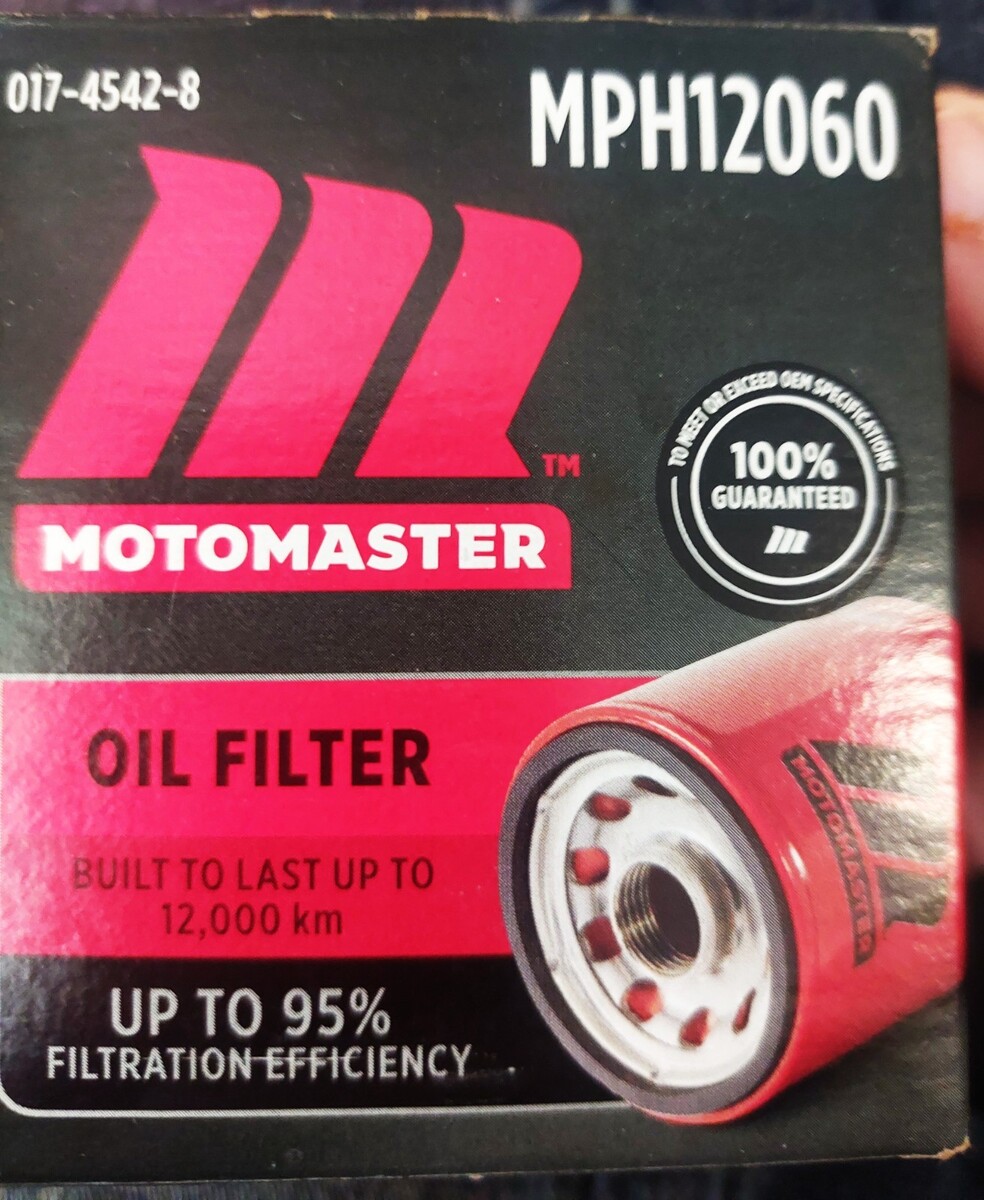 017-4542-8
MPH12060
TM
MOTOMASTER
TO MEET OR EXCEED OEM SPECIFICATIONS
100%
GUARANTEED
OIL FILTER
BUILT TO LAST UP TO
12,000 km
MOTOMASTER
UP TO 95%
FILTRATION EFFICIENCY